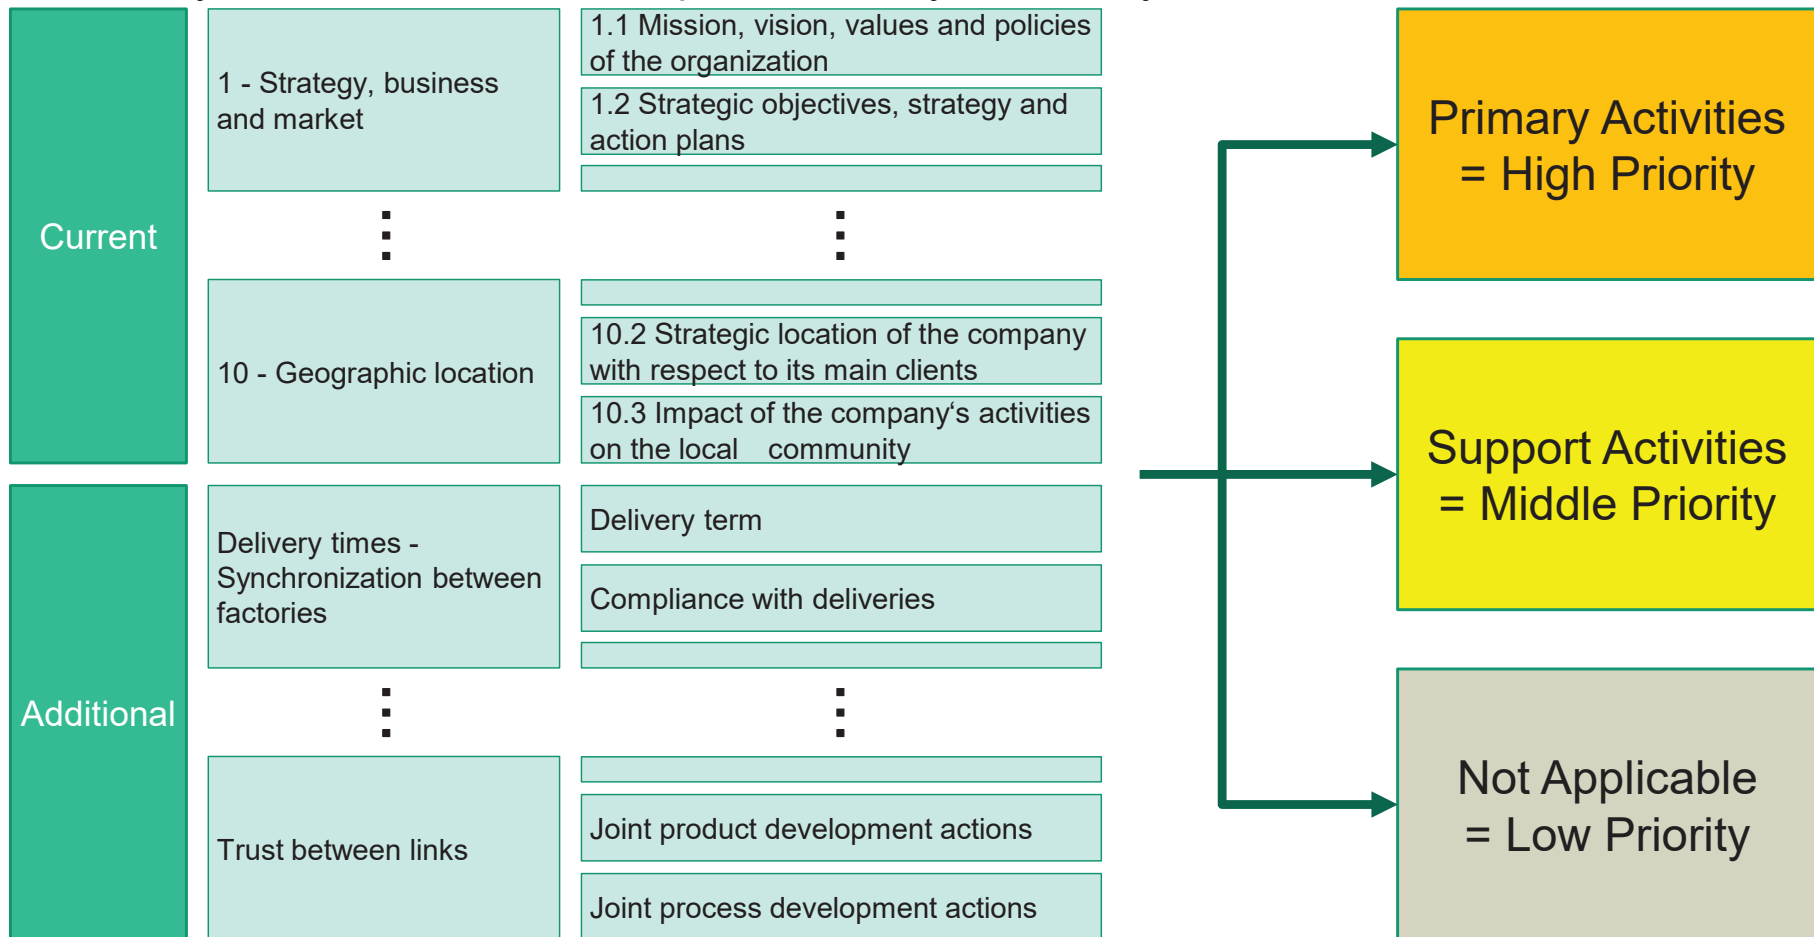 Current
1 - Strategy, business
and market
1.1 Mission, vision, values and policies
of the organization
1.2 Strategic objectives, strategy and
action plans
10 - Geographic location
10.2 Strategic location of the company
with respect to its main clients
10.3 Impact of the company‘s activities
on the local community
Additional
Delivery times -
Synchronization between
factories
Delivery term
Compliance with deliveries
Trust between links
Joint product development actions
Joint process development actions
Primary Activities
= High Priority
Support Activities
= Middle Priority
Not Applicable
= Low Priority